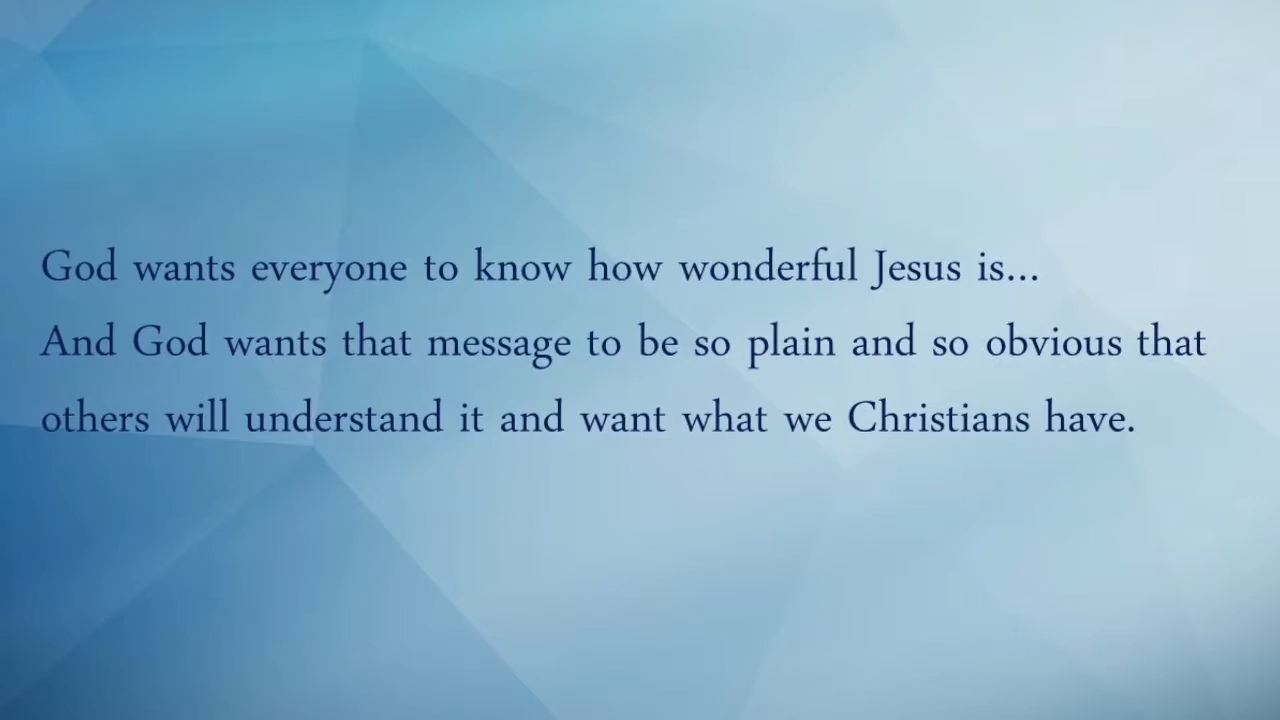 God wants everyone to know how wonderful Jesus is...
And God wants that message to be so plain and so obvious that
others will understand it and want what we Christians have.